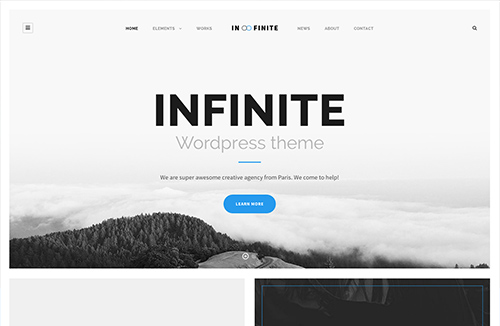 HOME ELEMENTS WORKS IN FINITE NEWS ABOUT CONTACT
INFINITE
Wordpress theme
We are super awesome creative agency from Paris. We come to help!
LEARN MORE